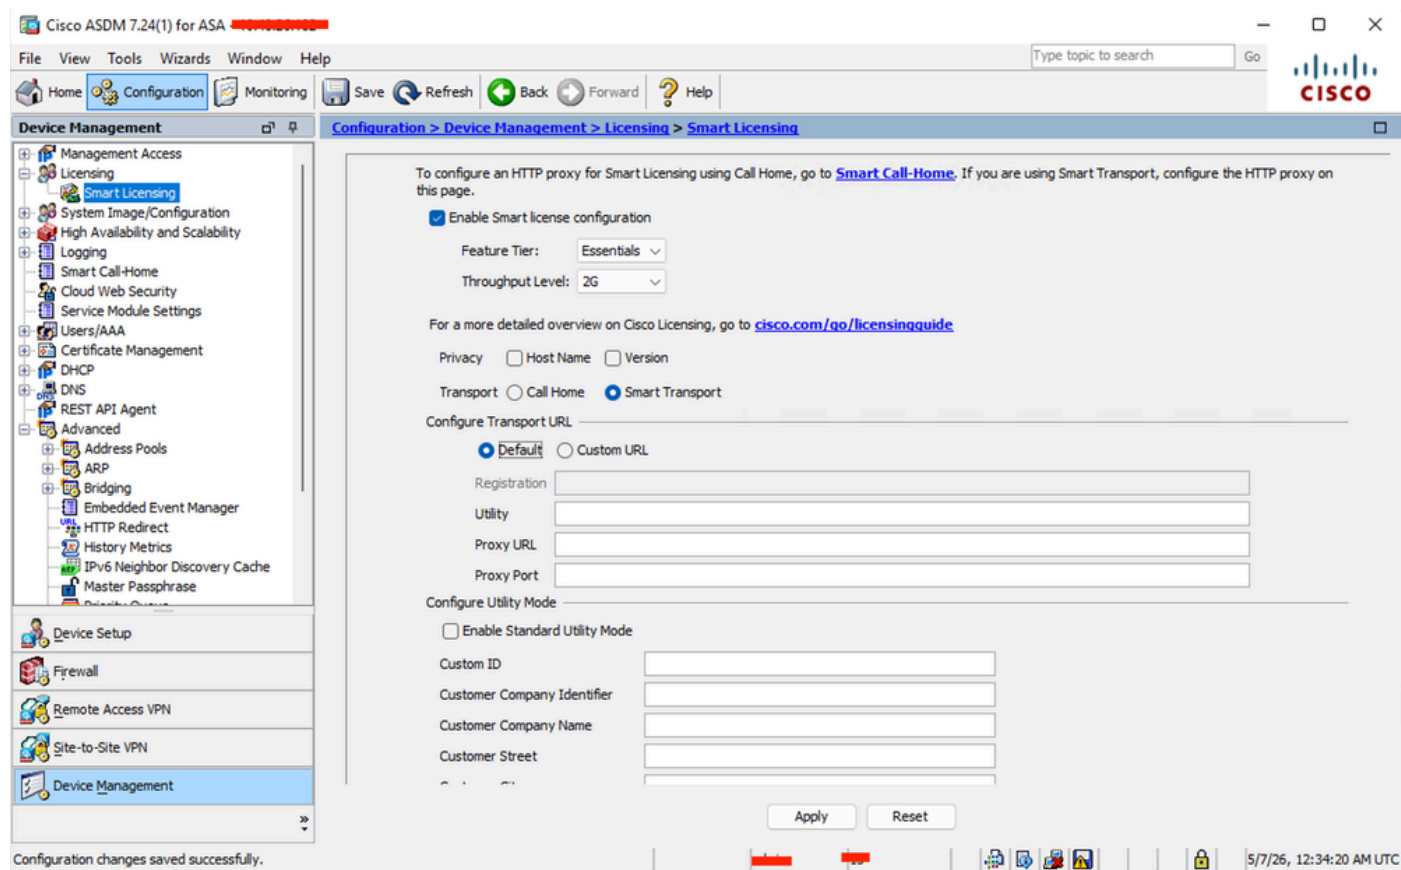 Cisco ASDM 7.24(1) for ASA -
File View Tools Wizards Window Help
Type topic to search Go
Home Configuration Monitoring Save Refresh Back Forward Help
CISCO
Device Management
Configuration > Device Management > Licensing > Smart Licensing
Management Access
Licensing
Smart Licensing
System Image/Configuration
High Availability and Scalability
Logging
Smart Call-Home
Cloud Web Security
Service Module Settings
Users/AAA
Certificate Management
DHCP
DNS
REST API Agent
Advanced
Address Pools
ARP
Bridging
Embedded Event Manager
HTTP Redirect
History Metrics
IPv6 Neighbor Discovery Cache
Master Passphrase
Device Setup
Firewall
Remote Access VPN
Site-to-Site VPN
Device Management
To configure an HTTP proxy for Smart Licensing using Call Home, go to Smart Call-Home. If you are using Smart Transport, configure the HTTP proxy on
this page.
Enable Smart license configuration
Feature Tier: Essentials
Throughput Level: 2G
For a more detailed overview on Cisco Licensing, go to cisco.com/go/licensingguide
Privacy Host Name Version
Transport Call Home Smart Transport
Configure Transport URL
Default Custom URL
Registration
Utility
Proxy URL
Proxy Port
Configure Utility Mode
Enable Standard Utility Mode
Custom ID
Customer Company Identifier
Customer Company Name
Customer Street
Apply Reset
Configuration changes saved successfully.
5/7/26, 12:34:20 AM UTC